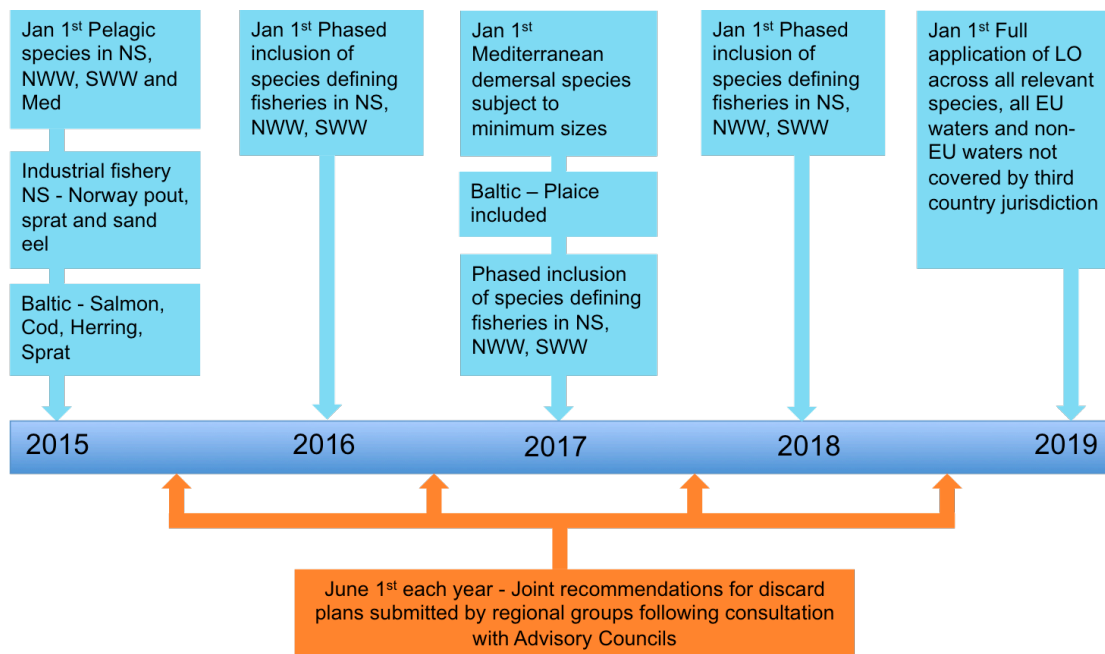 Jan 1st Pelagic
species in NS,
NWW, SWW and
Med
Industrial fishery
NS - Norway pout,
sprat and sand
eel
Baltic - Salmon,
Cod, Herring,
Sprat
Jan 1st Phased
inclusion of
species defining
fisheries in NS,
NWW, SWW
Jan 1st
Mediterranean
demersal species
subject to
minimum sizes
Baltic – Plaice
included
Phased inclusion
of species defining
fisheries in NS,
NWW, SWW
Jan 1st Phased
inclusion of
species defining
fisheries in NS,
NWW, SWW
Jan 1st Full
application of LO
across all relevant
species, all EU
waters and non-
EU waters not
covered by third
country jurisdiction
2015
2016
2017
2018
2019
June 1st each year - Joint recommendations for discard
plans submitted by regional groups following consultation
with Advisory Councils